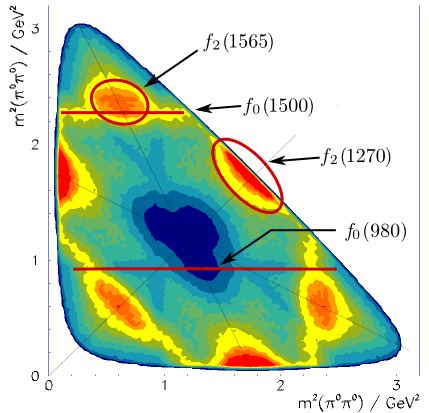 3
m²(π⁰π⁰) / GeV²
2
1
0
f₂(1565)
f₀(1500)
f₂(1270)
f₀(980)
0 1 2 3
m²(π⁰π⁰) / GeV²